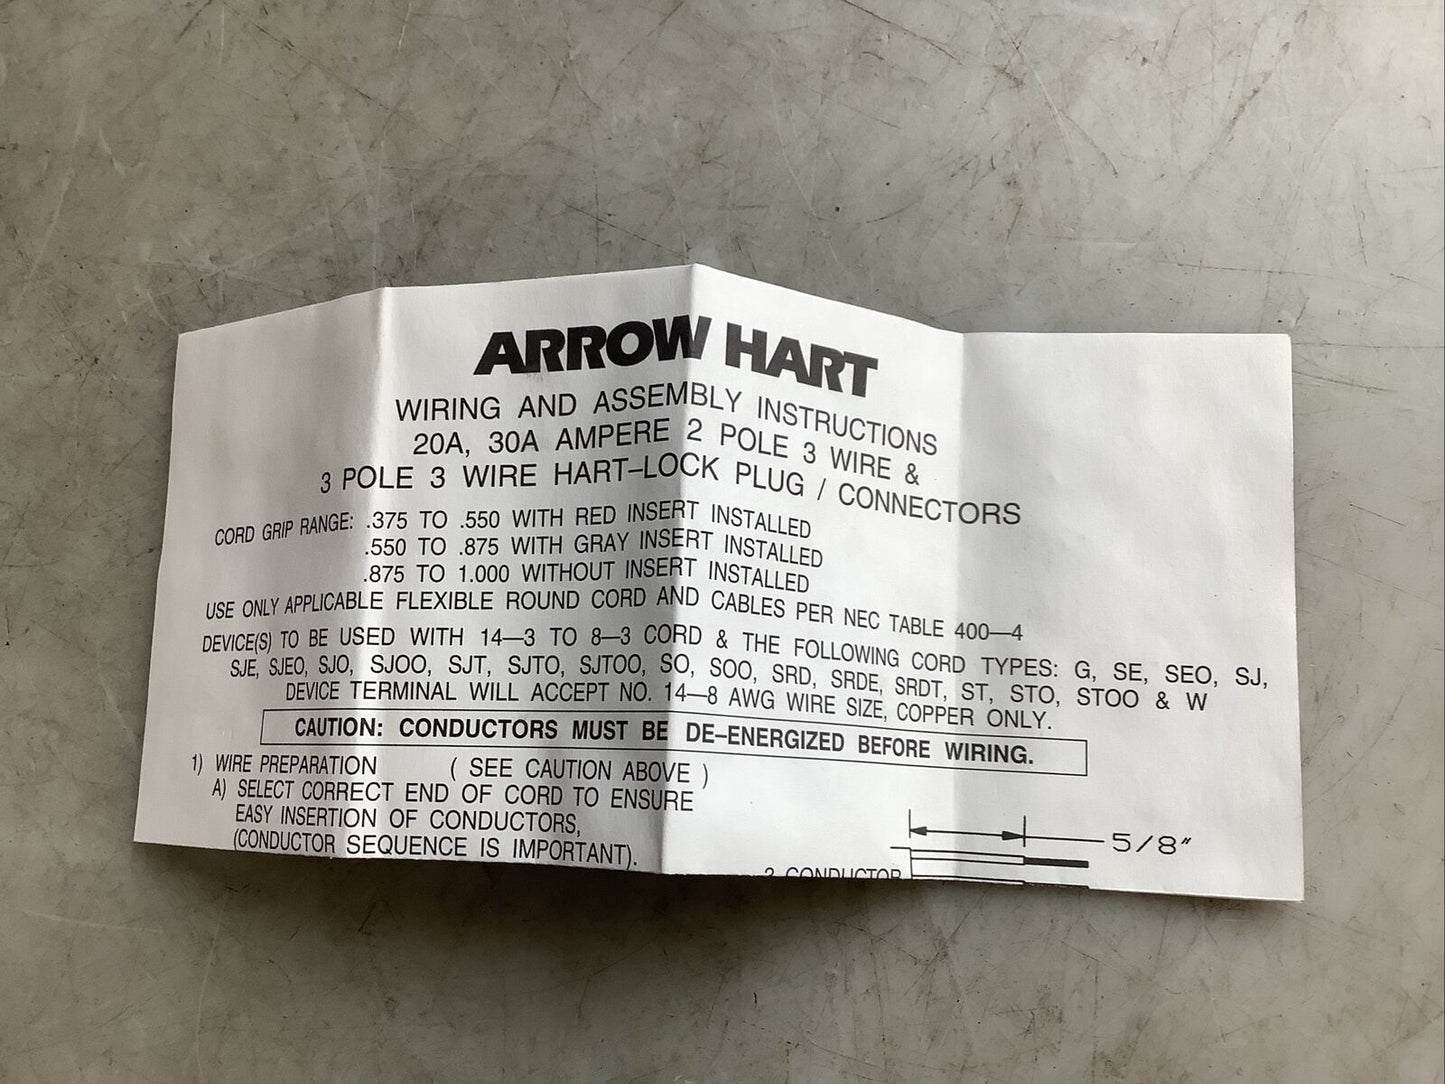 ARROW HART
WIRING AND ASSEMBLY INSTRUCTIONS
20A, 30A AMPERE 2 POLE 3 WIRE &
3 POLE 3 WIRE HART-LOCK PLUG / CONNECTORS
CORD GRIP RANGE: .375 TO .550 WITH RED INSERT INSTALLED
.550 TO .875 WITH GRAY INSERT INSTALLED
.875 TO 1.000 WITHOUT INSERT INSTALLED
USE ONLY APPLICABLE FLEXIBLE ROUND CORD AND CABLES PER NEC TABLE 400—4
DEVICE(S) TO BE USED WITH 14—3 TO 8—3 CORD & THE FOLLOWING CORD TYPES: G, SE, SEO, SJ,
SJE, SJEO, SJO, SJOO, SJT, SJTO, SJTOO, SO, SOO, SRD, SRDE, SRDT, ST, STO, STOO & W
DEVICE TERMINAL WILL ACCEPT NO. 14—8 AWG WIRE SIZE, COPPER ONLY.
CAUTION: CONDUCTORS MUST BE DE-ENERGIZED BEFORE WIRING.
1) WIRE PREPARATION ( SEE CAUTION ABOVE )
A) SELECT CORRECT END OF CORD TO ENSURE
EASY INSERTION OF CONDUCTORS,
(CONDUCTOR SEQUENCE IS IMPORTANT).
5/8"
CONDUCTOR